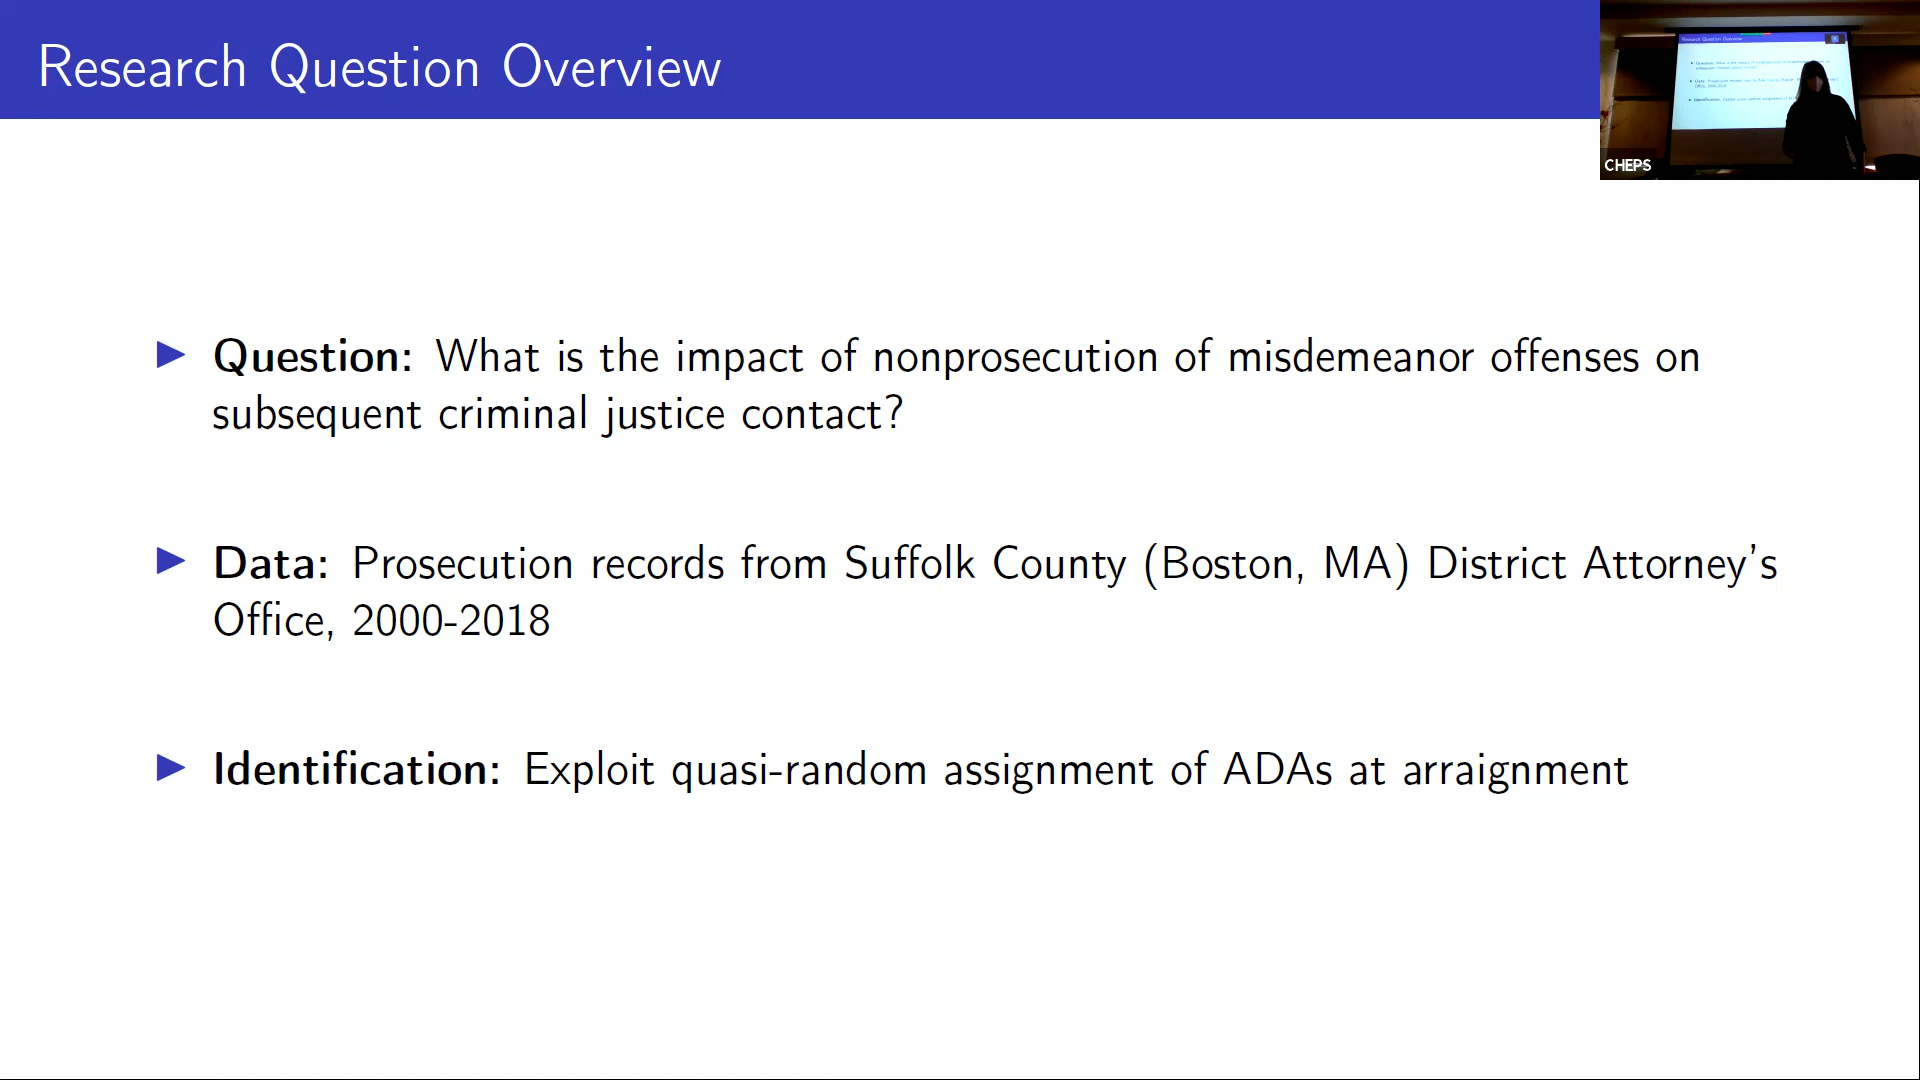 Research Question Overview
CHEPS
Question: What is the impact of nonprosecution of misdemeanor offenses on
subsequent criminal justice contact?
Data: Prosecution records from Suffolk County (Boston, MA) District Attorney's
Office, 2000-2018
Identification: Exploit quasi-random assignment of ADAs at arraignment